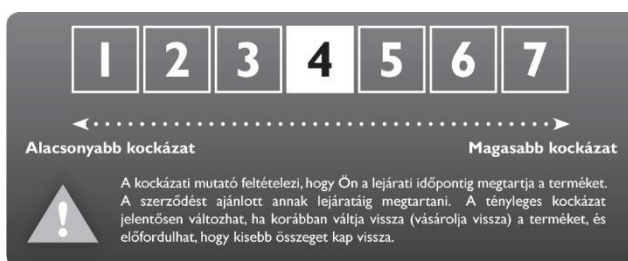 1 2 3 4 5 6 7
Alacsonyabb kockázat Magasabb kockázat
A kockázati mutató feltételezi, hogy Ön a lejárati időpontig megtartja a terméket.
A szerződést ajánlott annak lejáratáig megtartani. A tényleges kockázat
jelentősen változhat, ha korábban váltja vissza (vásárolja vissza) a terméket, és
előfordulhat, hogy kisebb összeget kap vissza.